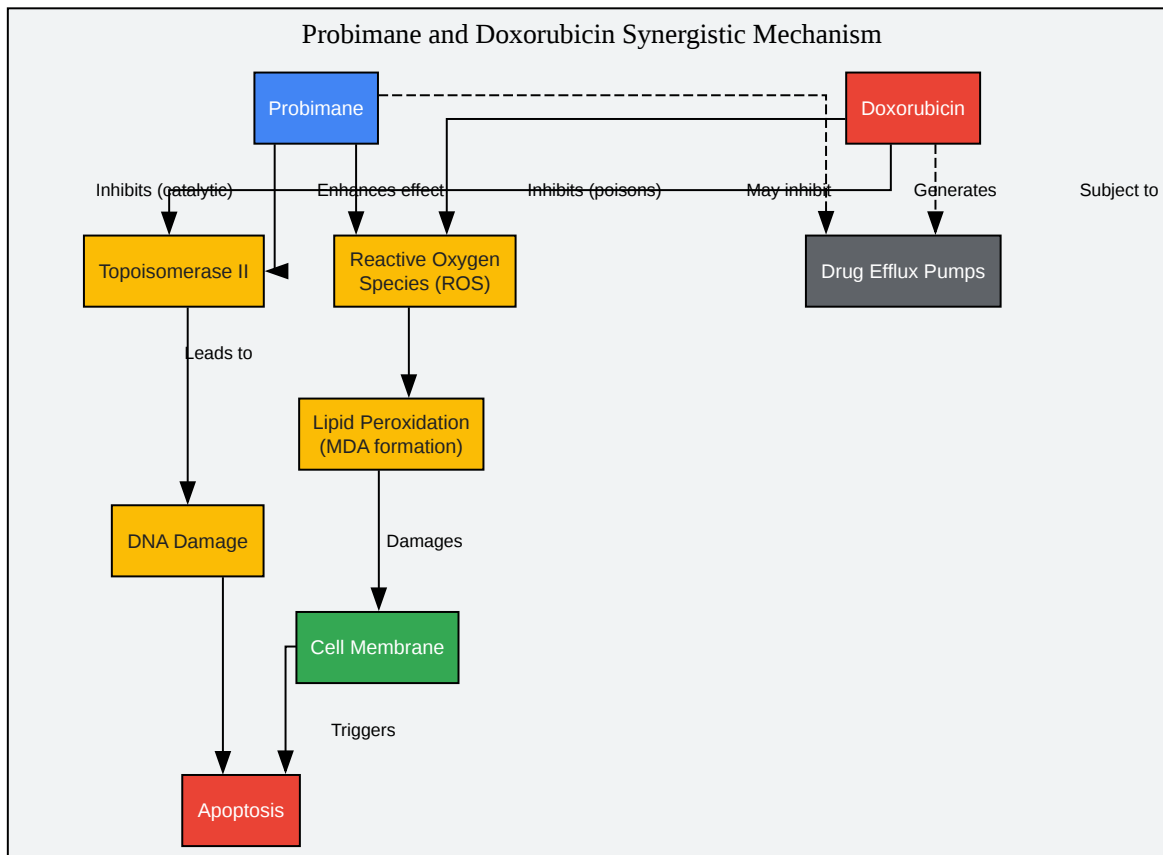 Probimane and Doxorubicin Synergistic Mechanism
Probimane
Doxorubicin
Inhibits (catalytic)
Enhances effect
Inhibits (poisons)
May inhibit
Generates
Subject to
Topoisomerase II
Reactive Oxygen
Species (ROS)
Drug Efflux Pumps
Leads to
Lipid Peroxidation
(MDA formation)
DNA Damage
Damages
Cell Membrane
Triggers
Apoptosis